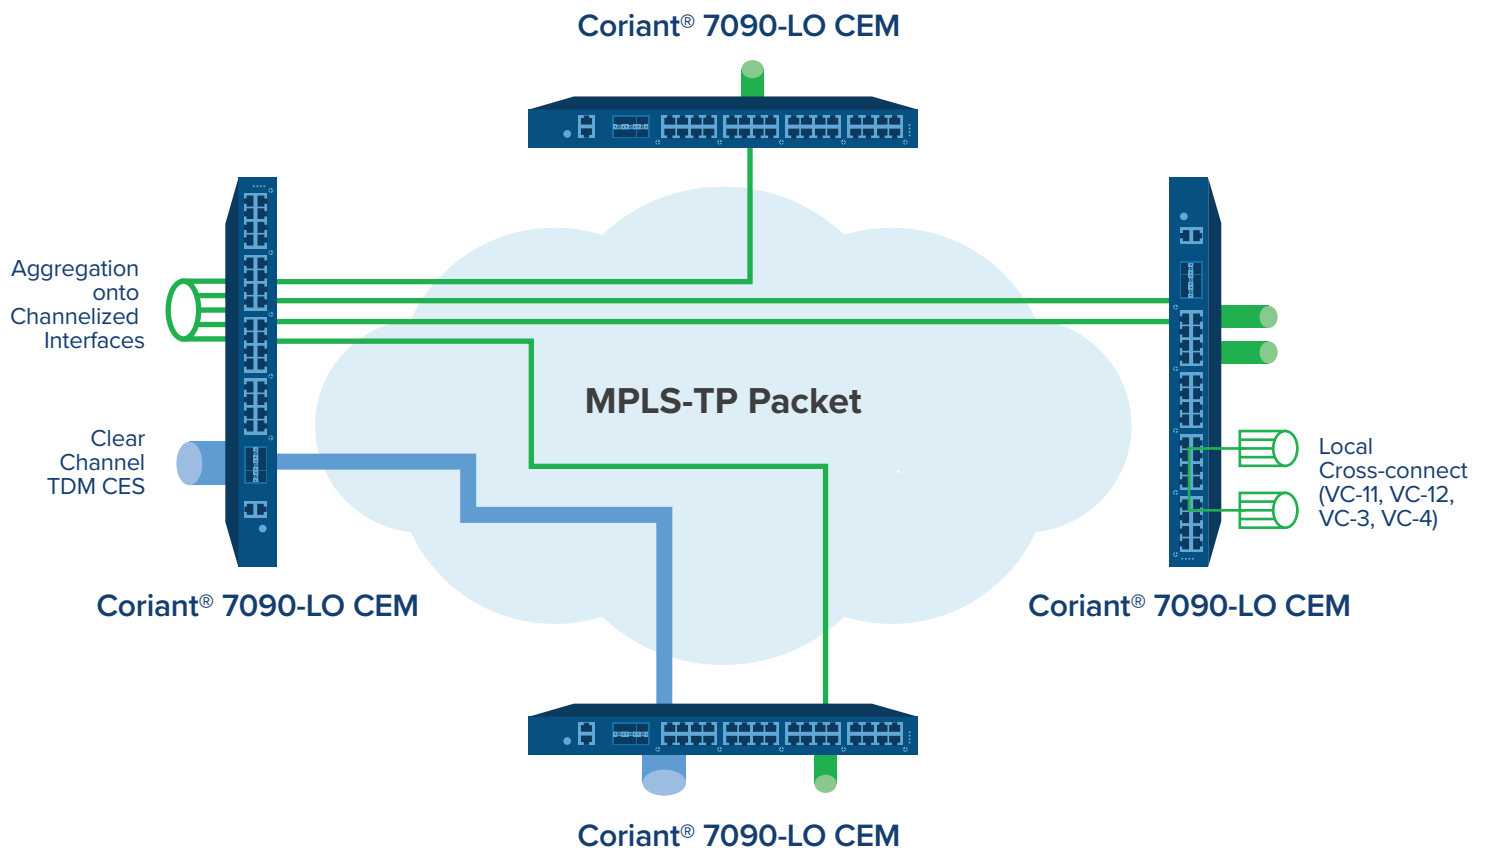 Coriant® 7090-LO CEM
Aggregation
onto
Channelized
Interfaces
MPLS-TP Packet
Clear
Channel
TDM CES
Local
Cross-connect
(VC-11, VC-12,
VC-3, VC-4)
Coriant® 7090-LO CEM
Coriant® 7090-LO CEM
Coriant® 7090-LO CEM